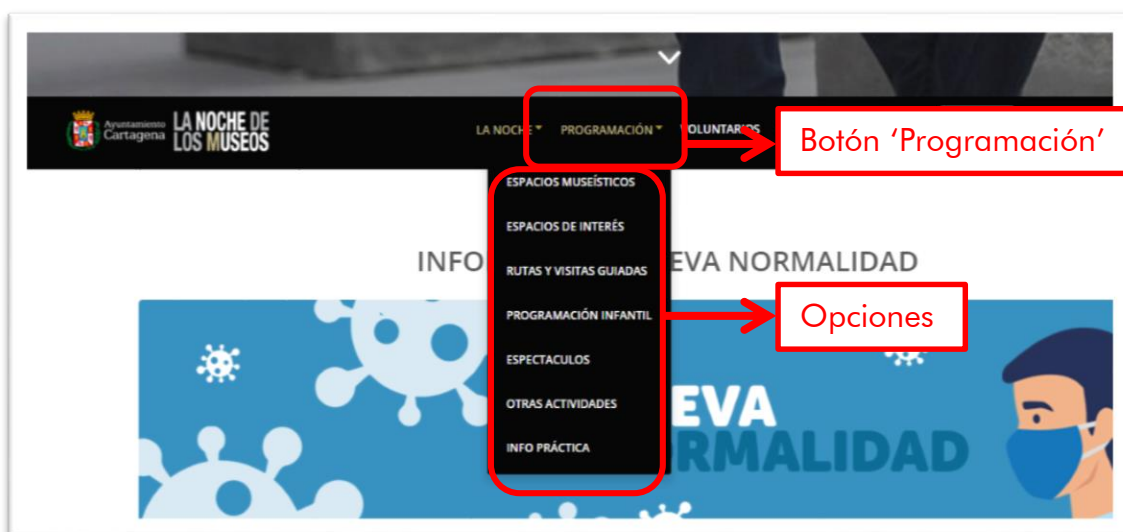 Ayuntamiento
Cartagena
LA NOCHE DE
LOS MUSEOS
LA NOCHE
PROGRAMACIÓN
VOLUNTARIOS
Botón ‘Programación’
ESPACIOS MUSEÍSTICOS
ESPACIOS DE INTERÉS
INFO
EVA NORMALIDAD
RUTAS Y VISITAS GUIADAS
PROGRAMACIÓN INFANTIL
Opciones
ESPECTACULOS
OTRAS ACTIVIDADES
INFO PRÁCTICA
EVA
RMALIDAD